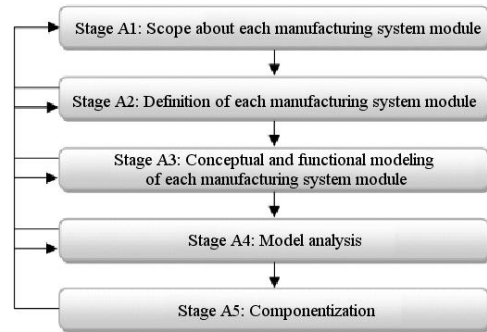 Stage A1: Scope about each manufacturing system module
Stage A2: Definition of each manufacturing system module
Stage A3: Conceptual and functional modeling
of each manufacturing system module
Stage A4: Model analysis
Stage A5: Componentization